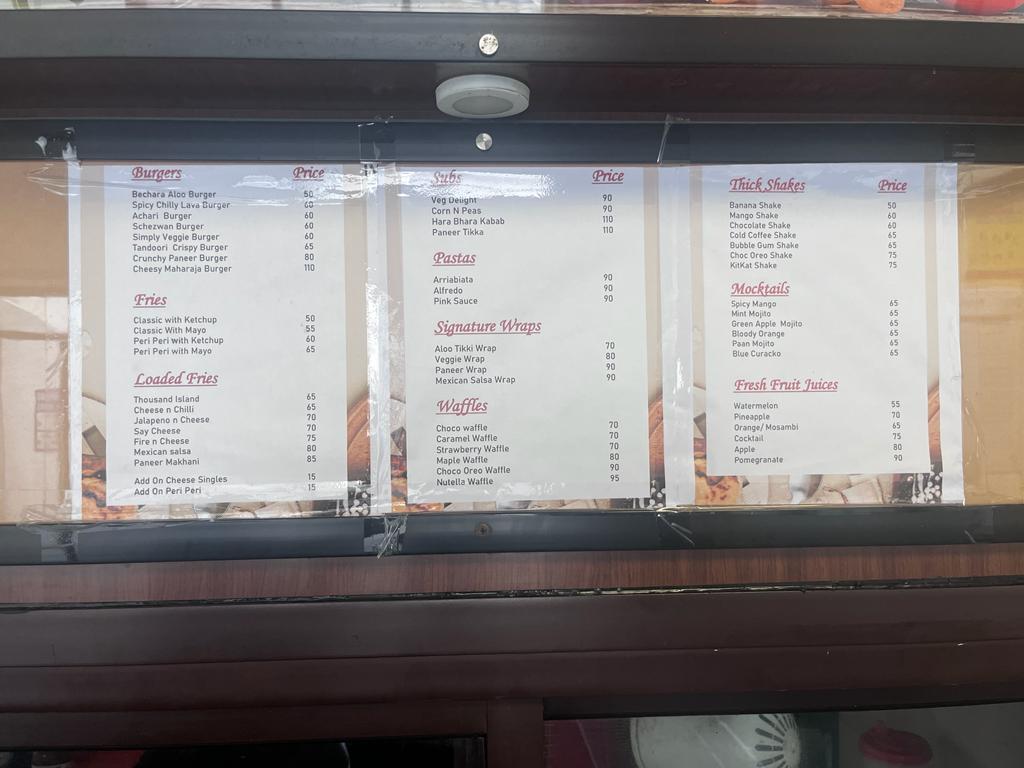 Burgers Price
Bechara Aloo Burger 50
Spicy Chilly Lava Burger 60
Achari Burger 60
Schezwan Burger 60
Simply Veggie Burger 60
Tandoori Crispy Burger 65
Crunchy Paneer Burger 80
Cheesy Maharaja Burger 110
Fries
Classic with Ketchup 50
Classic With Mayo 55
Peri Peri with Ketchup 60
Peri Peri with Mayo 65
Loaded Fries
Thousand Island 65
Cheese n Chilli 65
Jalapeno n Cheese 70
Say Cheese 70
Fire n Cheese 75
Mexican salsa 80
Paneer Makhani 85
Add On Cheese Singles 15
Add On Peri Peri 15
Subs Price
Veg Delight 90
Corn N Peas 90
Hara Bhara Kabab 110
Paneer Tikka 110
Pastas
Arriabiata 90
Alfredo 90
Pink Sauce 90
Signature Wraps
Aloo Tikki Wrap 70
Veggie Wrap 80
Paneer Wrap 90
Mexican Salsa Wrap 90
Waffles
Choco waffle 70
Caramel Waffle 70
Strawberry Waffle 70
Maple Waffle 80
Choco Oreo Waffle 90
Nutella Waffle 95
Thick Shakes Price
Banana Shake 50
Mango Shake 60
Chocolate Shake 60
Cold Coffee Shake 65
Bubble Gum Shake 65
Choc Oreo Shake 75
KitKat Shake 75
Mocktails
Spicy Mango 65
Mint Mojito 65
Green Apple Mojito 65
Bloody Orange 65
Paan Mojito 65
Blue Curacko 65
Fresh Fruit Juices
Watermelon 55
Pineapple 70
Orange/ Mosambi 65
Cocktail 75
Apple 80
Pomegranate 90